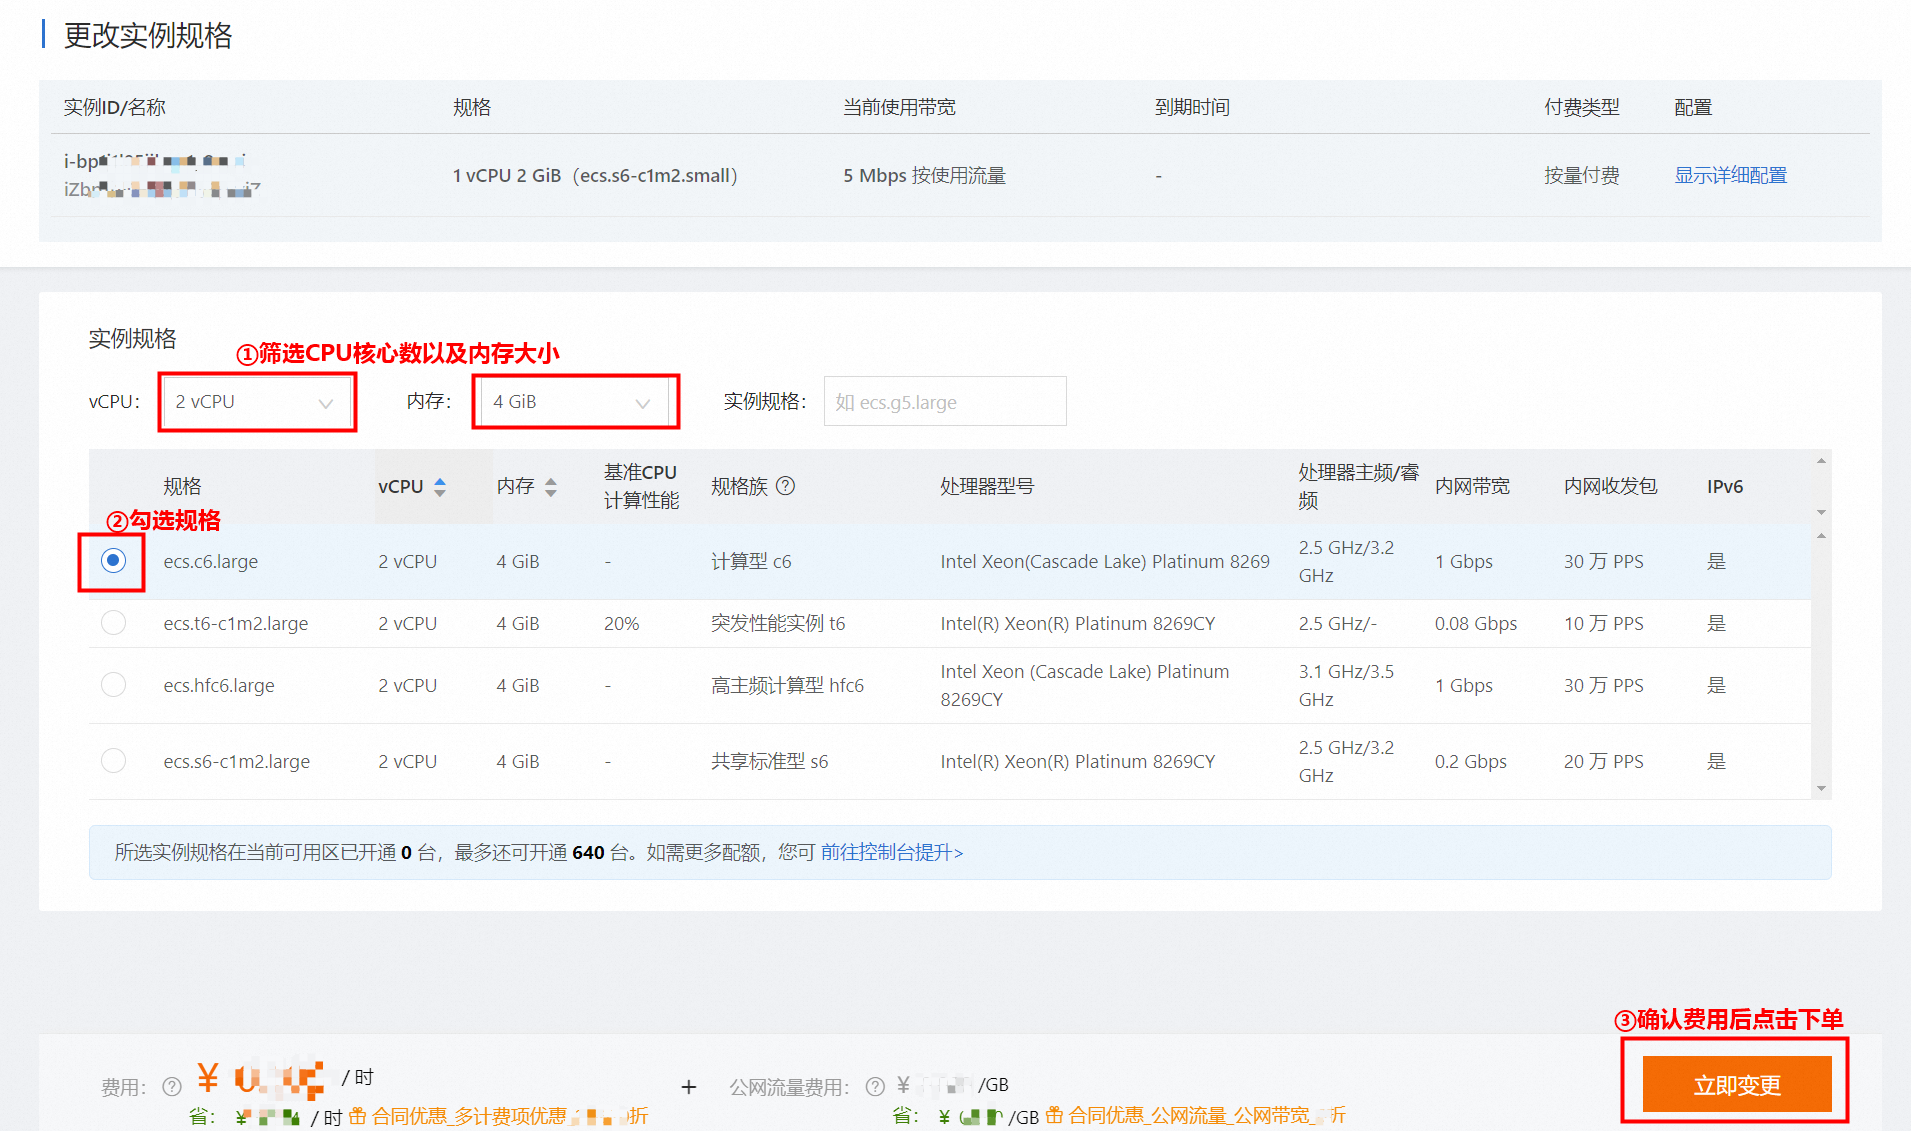 更改实例规格
实例ID/名称 规格 当前使用带宽 到期时间 付费类型 配置
i-bp
1 vCPU 2 GiB（ecs.s6-c1m2.small） 5 Mbps 按使用流量 - 按量付费 显示详细配置
实例规格
①筛选CPU核心数以及内存大小
vCPU： 2 vCPU 内存： 4 GiB 实例规格： 如 ecs.g5.large
规格 vCPU 内存 基准CPU 计算性能 规格族 处理器型号 处理器主频/睿频 内网带宽 内网收发包 IPv6
②勾选规格
ecs.c6.large 2 vCPU 4 GiB - 计算型 c6 Intel Xeon(Cascade Lake) Platinum 8269 2.5 GHz/3.2 GHz 1 Gbps 30 万 PPS 是
ecs.t6-c1m2.large 2 vCPU 4 GiB 20% 突发性能实例 t6 Intel(R) Xeon(R) Platinum 8269CY 2.5 GHz/- 0.08 Gbps 10 万 PPS 是
ecs.hfc6.large 2 vCPU 4 GiB - 高主频计算型 hfc6 Intel Xeon (Cascade Lake) Platinum 8269CY 3.1 GHz/3.5 GHz 1 Gbps 30 万 PPS 是
ecs.s6-c1m2.large 2 vCPU 4 GiB - 共享标准型 s6 Intel(R) Xeon(R) Platinum 8269CY 2.5 GHz/3.2 GHz 0.2 Gbps 20 万 PPS 是
所选实例规格在当前可用区已开通 0 台，最多还可开通 640 台。如需更多配额，您可 前往控制台提升>
③确认费用后点击下单
费用： ¥ /时 + 公网流量费用： ¥ /GB 立即变更
省： ¥ /时 合同优惠_多计费项优惠 折 省： ¥ /GB 合同优惠_公网流量_公网带宽_ 折